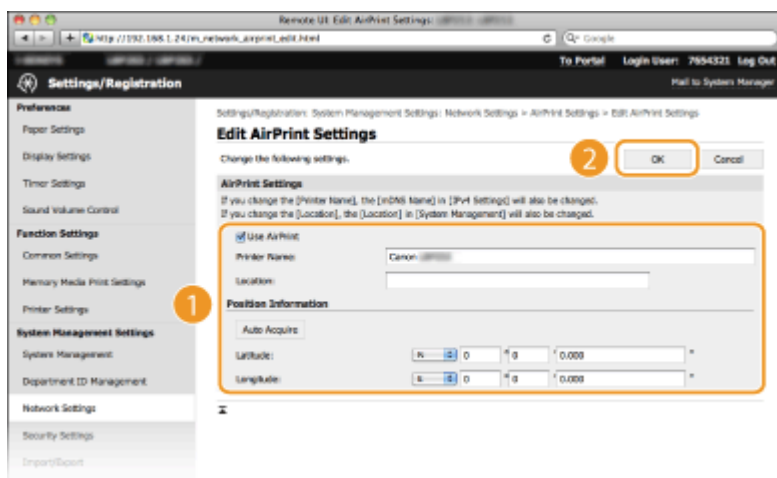 Remote UI: Edit AirPrint Settings:
http://192.168.1.24/m_network_airprint_edit.html
Google
To Portal Login User: 7654321 Log Out
Settings/Registration
Mail to System Manager
Preferences
Paper Settings
Display Settings
Timer Settings
Sound Volume Control
Function Settings
Common Settings
Memory Media Print Settings
Printer Settings
System Management Settings
System Management
Department ID Management
Network Settings
Security Settings
Import/Export
Settings/Registration: System Management Settings: Network Settings > AirPrint Settings > Edit AirPrint Settings
Edit AirPrint Settings
Change the following settings.
2
OK
Cancel
AirPrint Settings
If you change the [Printer Name], the [mDNS Name] in [IPv4 Settings] will also be changed.
If you change the [Location], the [Location] in [System Management] will also be changed.
1
Use AirPrint
Printer Name: Canon
Location:
Position Information
Auto Acquire
Latitude: N 0 ° 0 ' 0.000 "
Longitude: E 0 ° 0 ' 0.000 "